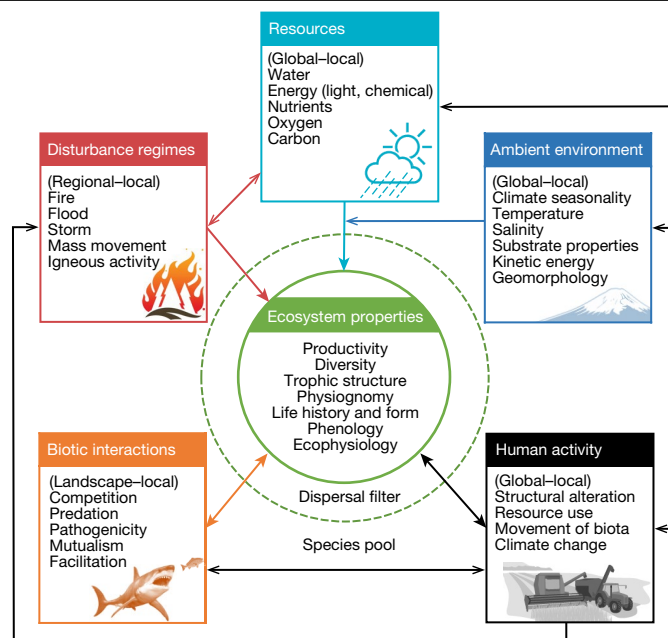 Resources
(Global–local)
Water
Energy (light, chemical)
Nutrients
Oxygen
Carbon
Disturbance regimes
(Regional–local)
Fire
Flood
Storm
Mass movement
Igneous activity
Ambient environment
(Global–local)
Climate seasonality
Temperature
Salinity
Substrate properties
Kinetic energy
Geomorphology
Ecosystem properties
Productivity
Diversity
Trophic structure
Physiognomy
Life history and form
Phenology
Ecophysiology
Dispersal filter
Species pool
Biotic interactions
(Landscape–local)
Competition
Predation
Pathogenicity
Mutualism
Facilitation
Human activity
(Global–local)
Structural alteration
Resource use
Movement of biota
Climate change